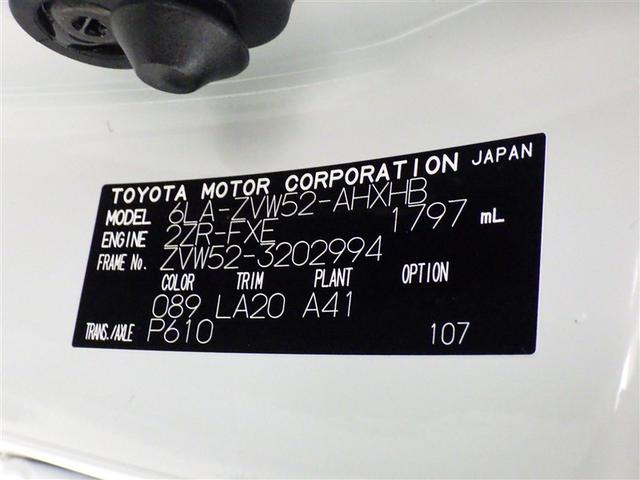 TOYOTA MOTOR CORPORATION JAPAN
MODEL 6LA-ZVW52-AHXHB
ENGINE 2ZR-FXE 1797 mL
FRAME No. ZVW52-3202994
COLOR TRIM PLANT OPTION
089 LA20 A41
TRANS./AXLE P610 107